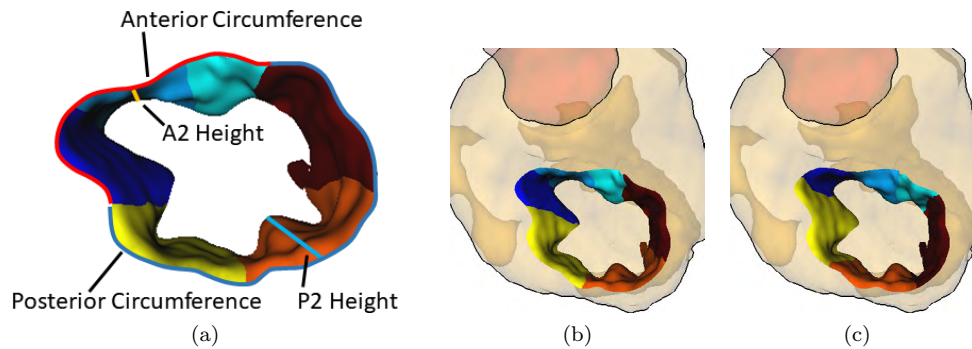 Anterior Circumference
A2 Height
Posterior Circumference
P2 Height
(a)
(b)
(c)